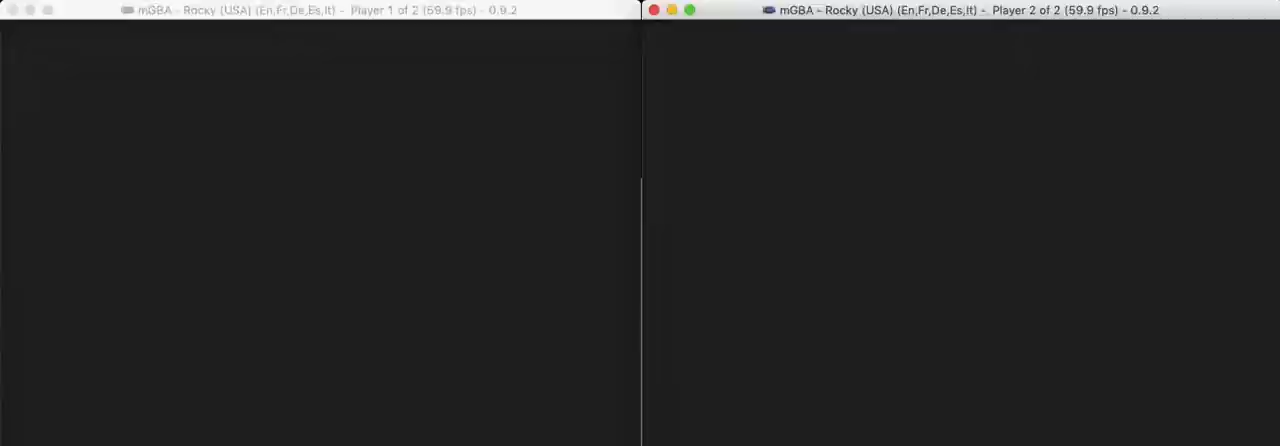 mGBA - Rocky (USA) (En,Fr,De,Es,It) - Player 1 of 2 (59.9 fps) - 0.9.2
mGBA - Rocky (USA) (En,Fr,De,Es,It) - Player 2 of 2 (59.9 fps) - 0.9.2